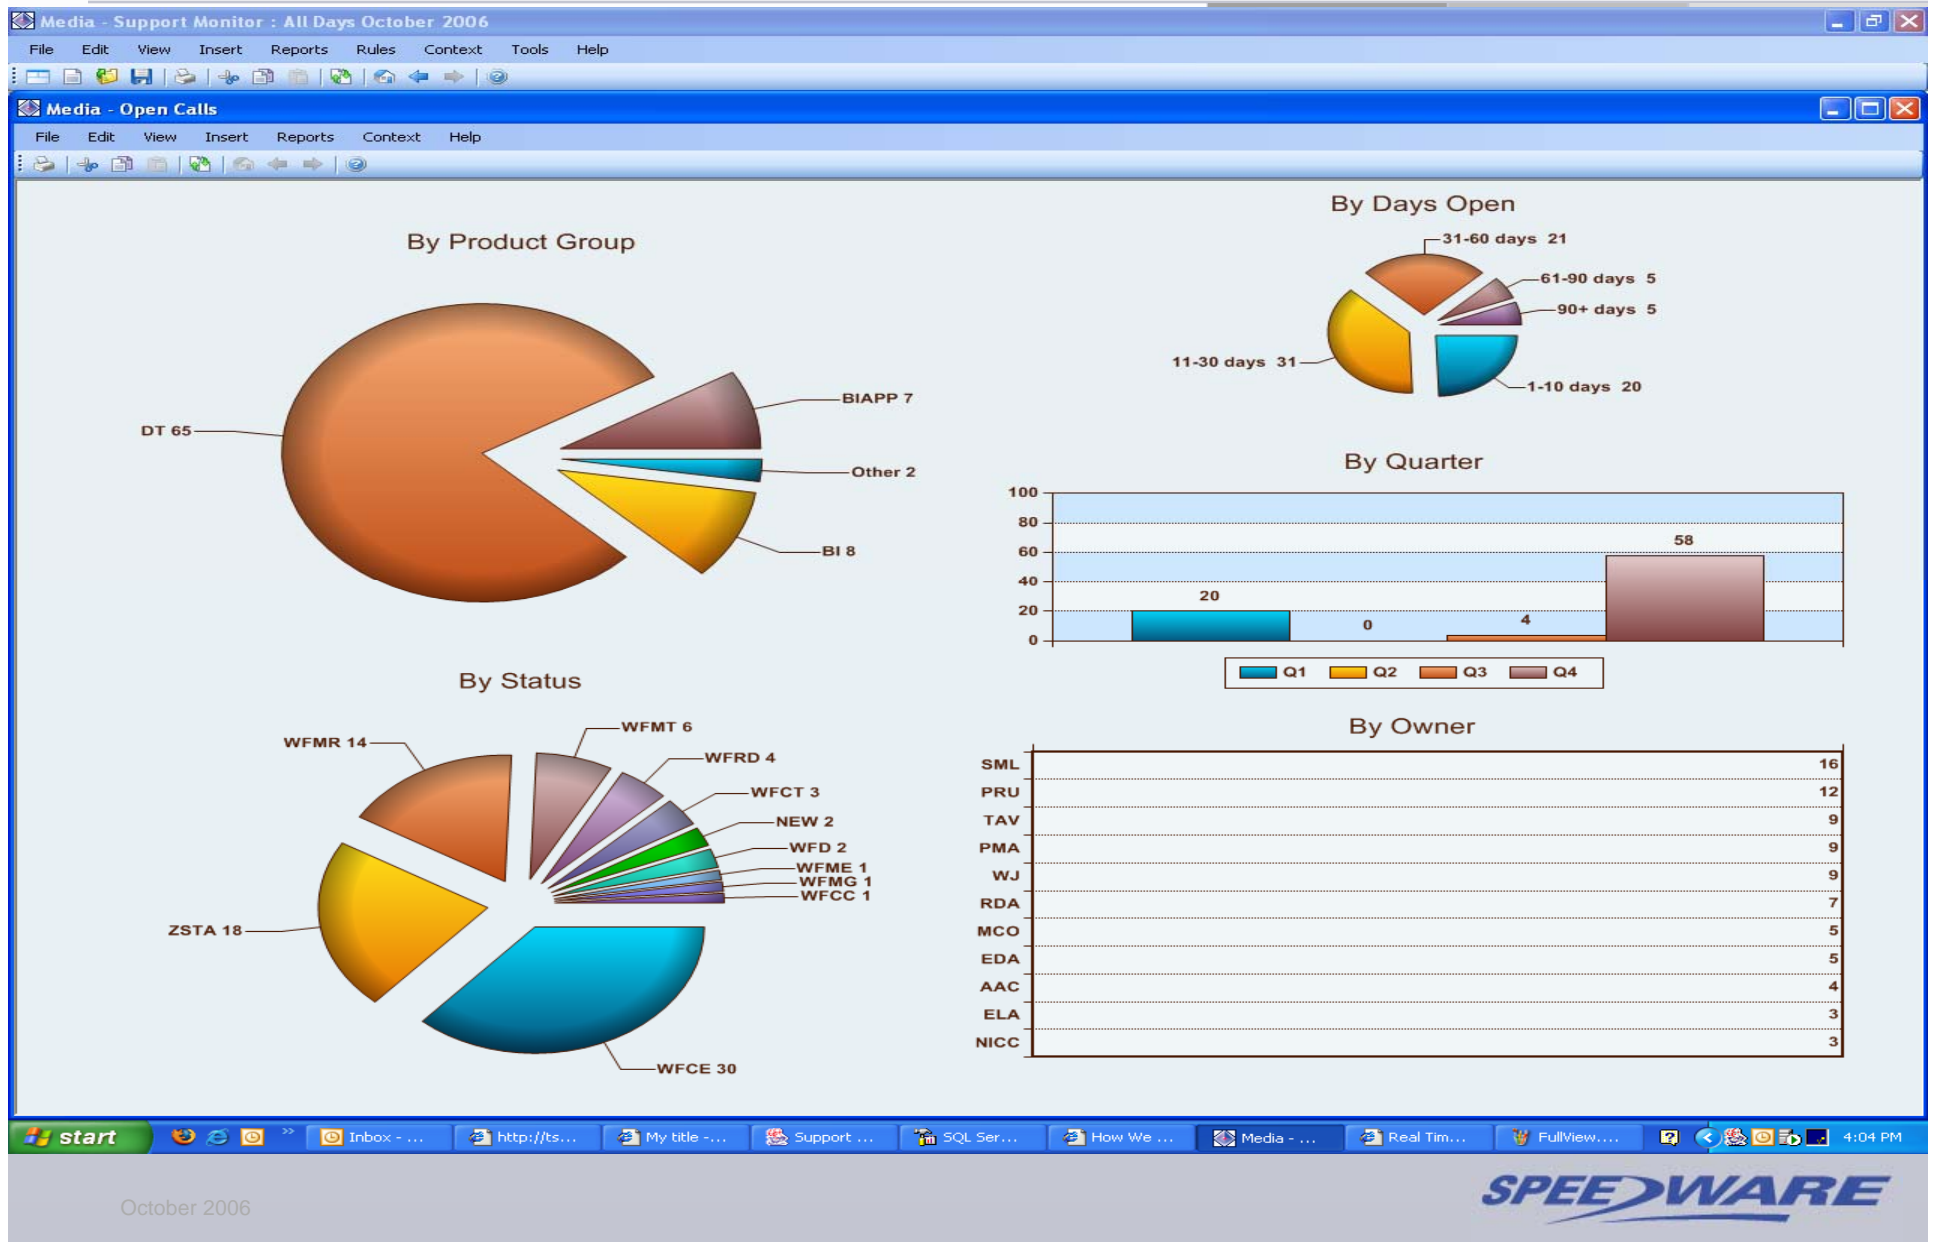 Media - Support Monitor : All Days October 2006
File Edit View Insert Reports Rules Context Tools Help
Media - Open Calls
File Edit View Insert Reports Context Help
By Product Group
DT 65
BIAPP 7
Other 2
BI 8
By Days Open
31-60 days 21
61-90 days 5
90+ days 5
11-30 days 31
1-10 days 20
By Quarter
100
80
60
40
20
0
20
0
4
58
Q1 Q2 Q3 Q4
By Status
WFMT 6
WFMR 14
WFRD 4
WFCT 3
NEW 2
WFD 2
WFME 1
WFMG 1
WFCC 1
ZSTA 18
WFCE 30
By Owner
SML 16
PRU 12
TAV 9
PMA 9
WJ 9
RDA 7
MCO 5
EDA 5
AAC 4
ELA 3
NICC 3
start » Inbox - ... http://ts... My title -... Support ... SQL Ser... How We ... Media - ... Real Tim... FullView.... 4:04 PM
October 2006
SPEEDWARE